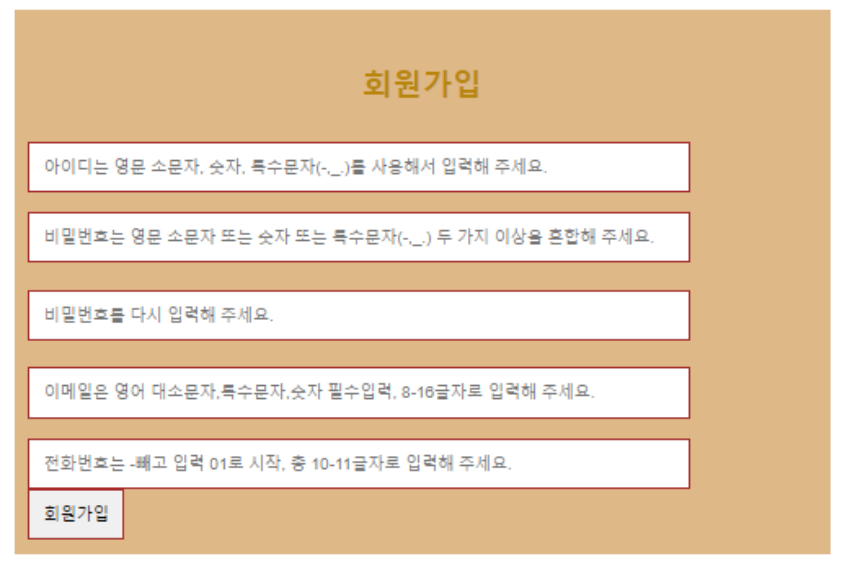 회원가입
아이디는 영문 소문자, 숫자, 특수문자(-,_.)를 사용해서 입력해 주세요.
비밀번호는 영문 소문자 또는 숫자 또는 특수문자(-,_.) 두 가지 이상을 혼합해 주세요.
비밀번호를 다시 입력해 주세요.
이메일은 영어 대소문자,특수문자,숫자 필수입력, 8-16글자로 입력해 주세요.
전화번호는 -빼고 입력 01로 시작, 총 10-11글자로 입력해 주세요.
회원가입